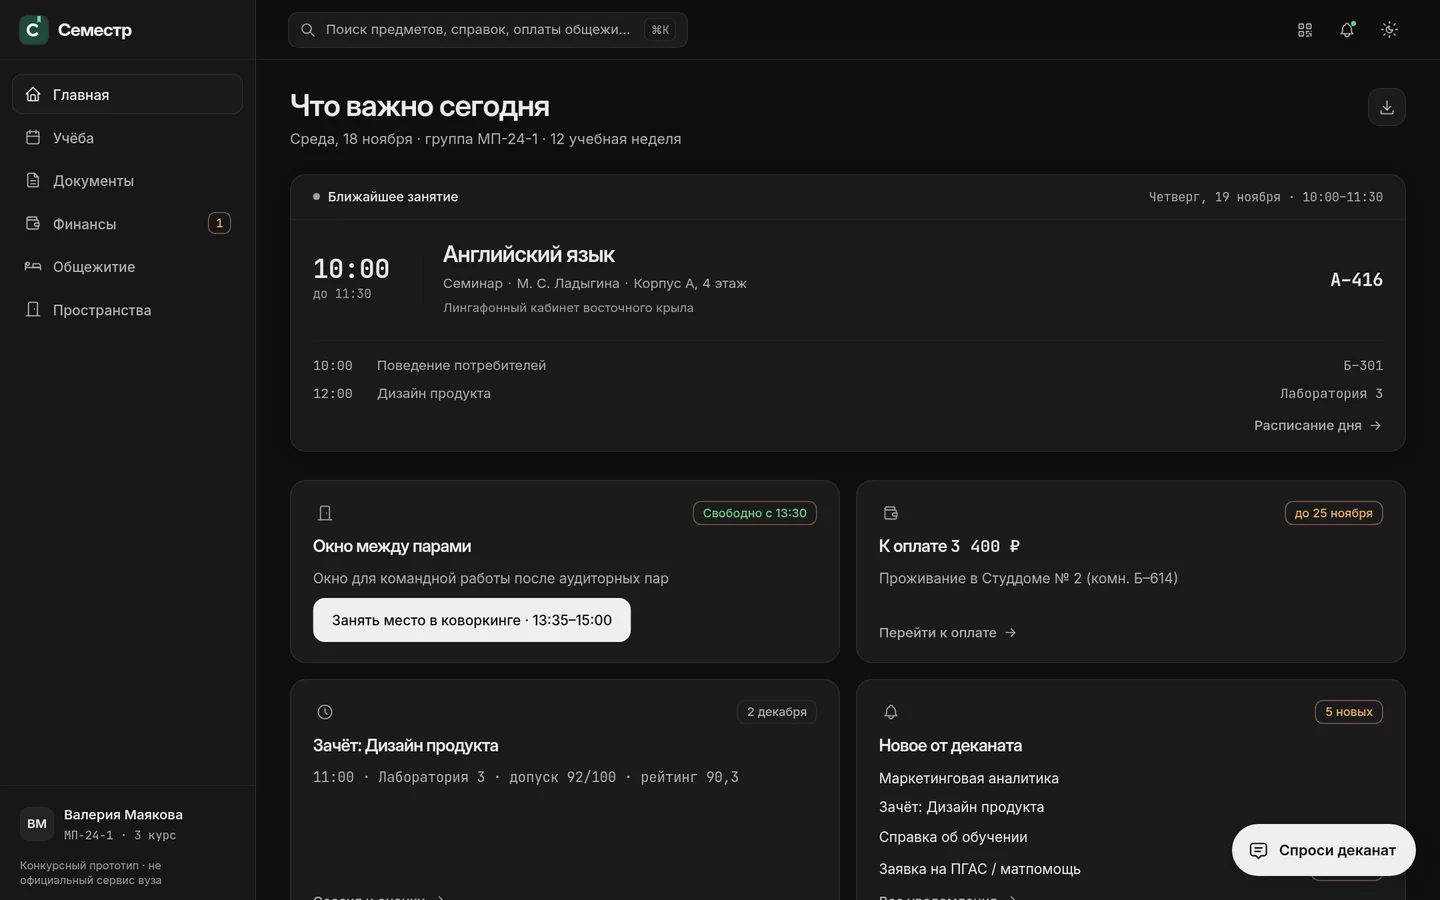 Семестр
Поиск предметов, справок, оплаты общежи...
⌘K
Главная
Учёба
Документы
Финансы
1
Общежитие
Пространства
Что важно сегодня
Среда, 18 ноября · группа МП-24-1 · 12 учебная неделя
Ближайшее занятие
Четверг, 19 ноября · 10:00–11:30
10:00
до 11:30
Английский язык
Семинар · М. С. Ладыгина · Корпус А, 4 этаж
Лингафонный кабинет восточного крыла
А-416
10:00 Поведение потребителей Б-301
12:00 Дизайн продукта Лаборатория 3
Расписание дня →
Свободно с 13:30
Окно между парами
Окно для командной работы после аудиторных пар
Занять место в коворкинге · 13:35–15:00
до 25 ноября
К оплате 3 400 ₽
Проживание в Студдоме № 2 (комн. Б-614)
Перейти к оплате →
2 декабря
Зачёт: Дизайн продукта
11:00 · Лаборатория 3 · допуск 92/100 · рейтинг 90,3
5 новых
Новое от деканата
Маркетинговая аналитика
Зачёт: Дизайн продукта
Справка об обучении
Заявка на ПГАС / матпомощь
Спроси деканат
ВМ
Валерия Маякова
МП-24-1 · 3 курс
Конкурсный прототип · не
официальный сервис вуза